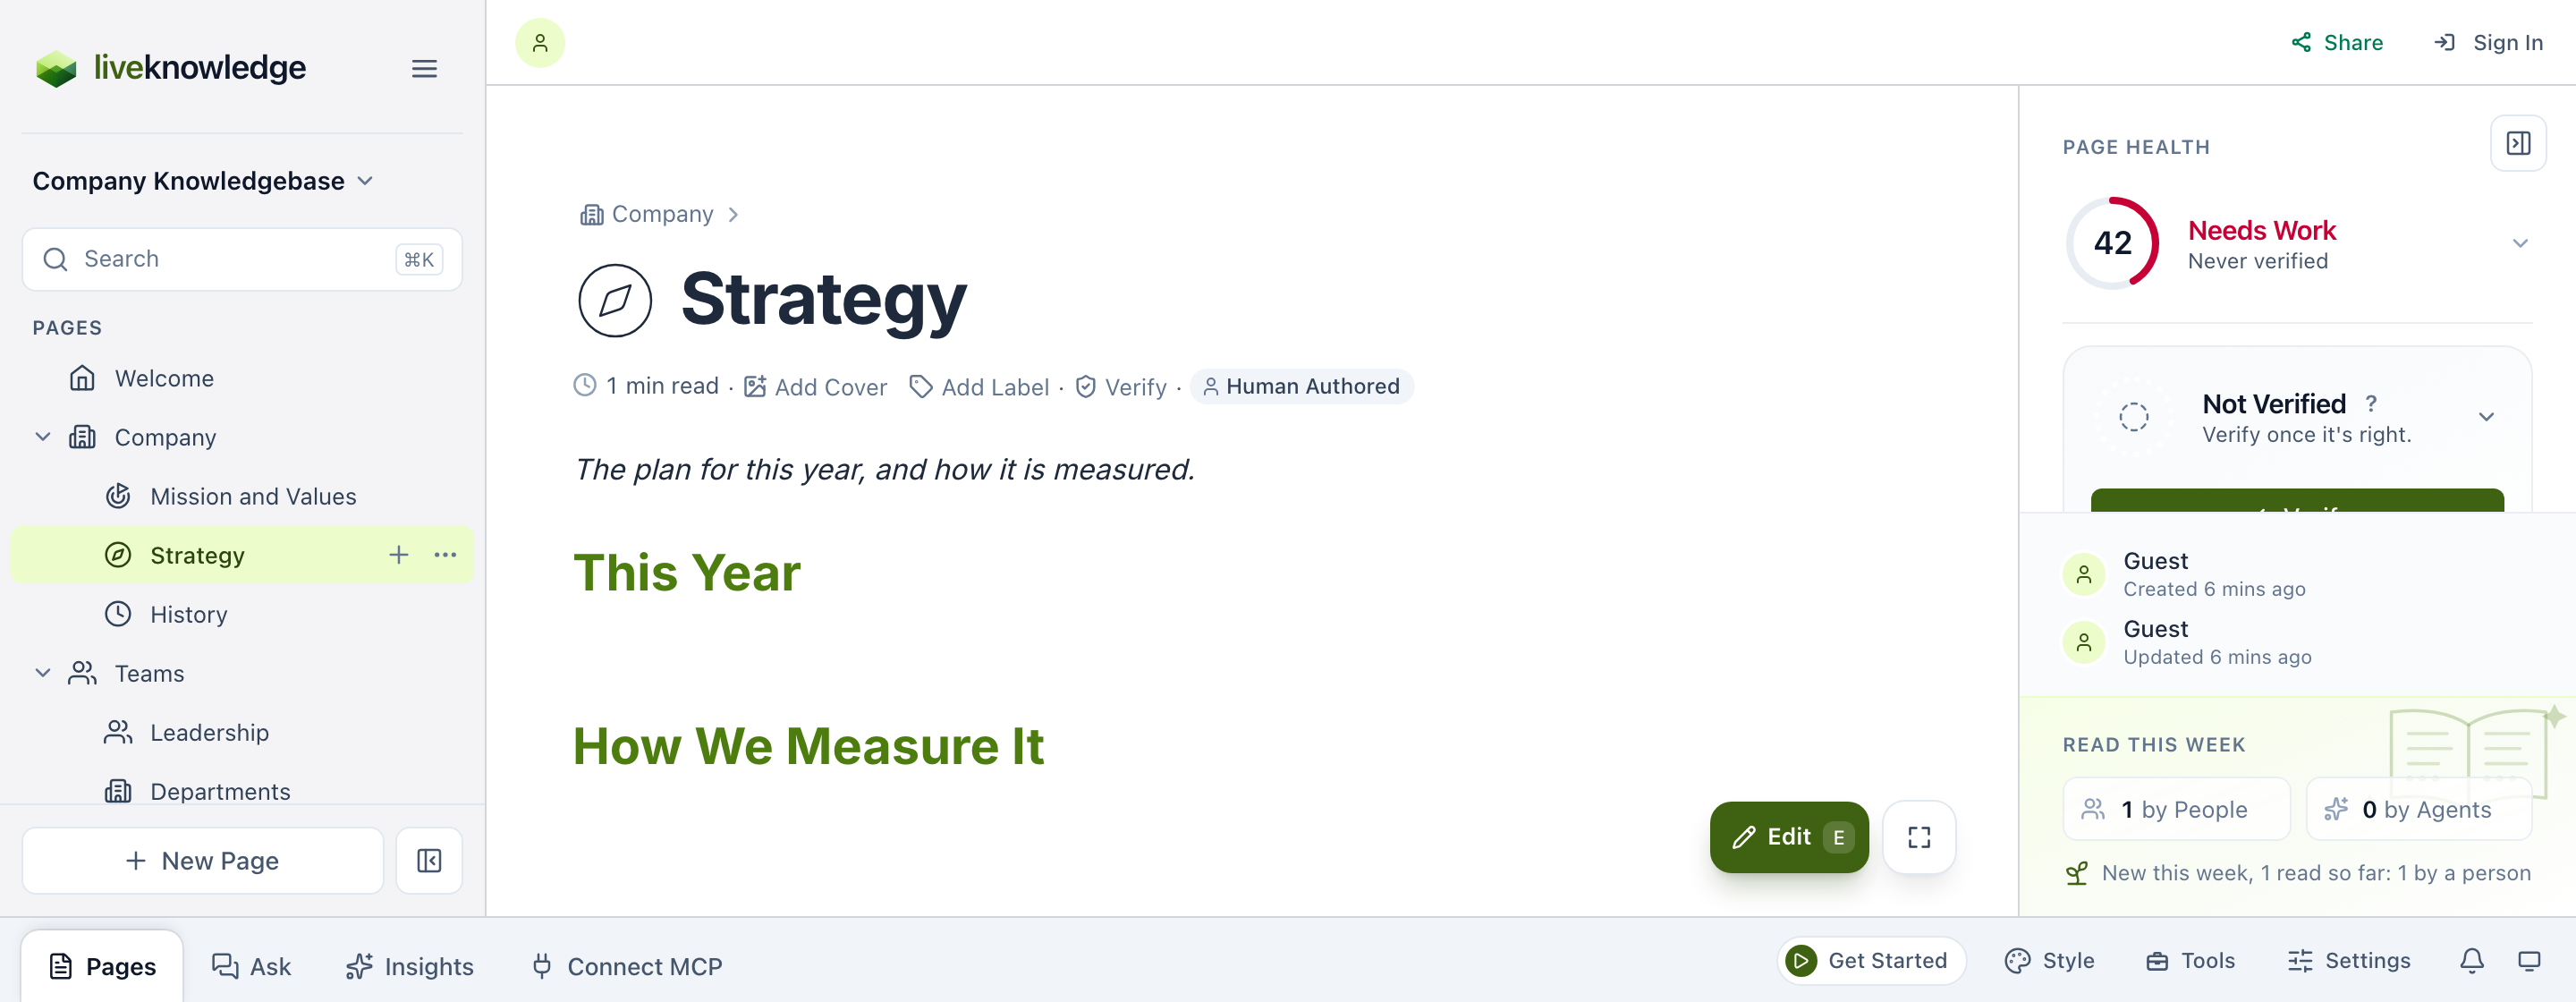 liveknowledge
Share
Sign In
Company Knowledgebase
Search
⌘K
PAGES
Welcome
Company
Mission and Values
Strategy
History
Teams
Leadership
Departments
New Page
Company
Strategy
1 min read · Add Cover Add Label · Verify · Human Authored
The plan for this year, and how it is measured.
This Year
How We Measure It
Edit E
PAGE HEALTH
42
Needs Work
Never verified
Not Verified ?
Verify once it's right.
Guest
Created 6 mins ago
Guest
Updated 6 mins ago
READ THIS WEEK
1 by People
0 by Agents
New this week, 1 read so far: 1 by a person
Pages
Ask
Insights
Connect MCP
Get Started
Style
Tools
Settings